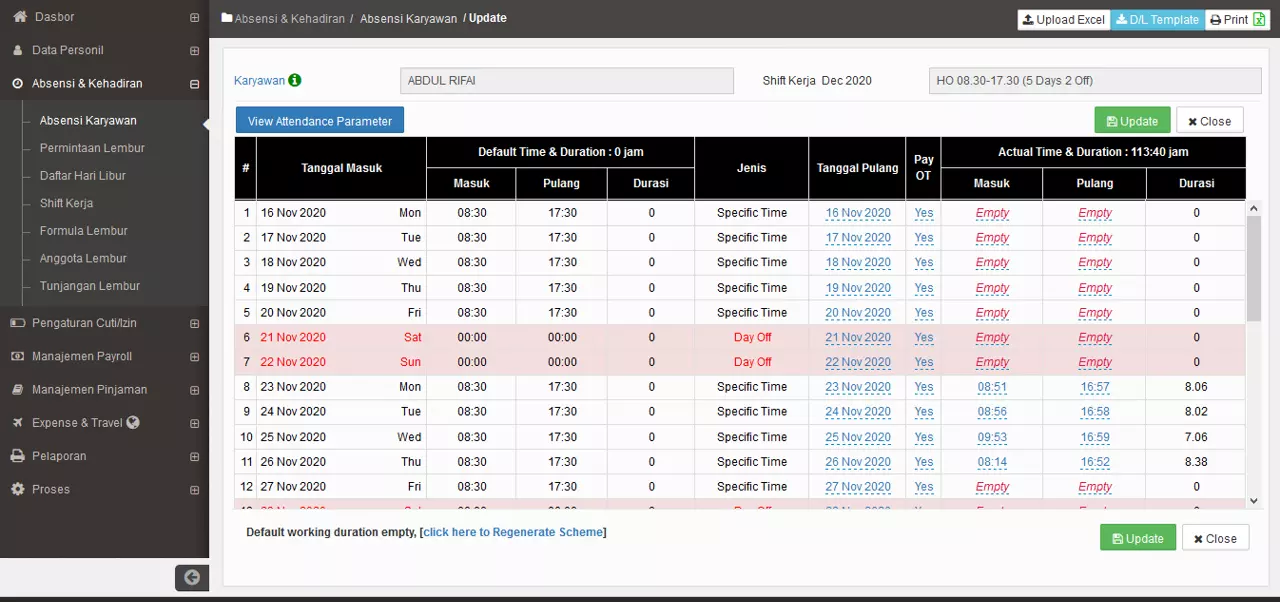 Dasbor
Data Personil
Absensi & Kehadiran
Absensi Karyawan
Permintaan Lembur
Daftar Hari Libur
Shift Kerja
Formula Lembur
Anggota Lembur
Tunjangan Lembur
Pengaturan Cuti/Izin
Manajemen Payroll
Manajemen Pinjaman
Expense & Travel
Pelaporan
Proses
Absensi & Kehadiran / Absensi Karyawan / Update
Upload Excel D/L Template Print
Karyawan ABDUL RIFAI Shift Kerja Dec 2020 HO 08.30-17.30 (5 Days 2 Off)
View Attendance Parameter Update Close
# Tanggal Masuk Default Time & Duration : 0 jam Jenis Tanggal Pulang Pay OT Actual Time & Duration : 113:40 jam
Masuk Pulang Durasi Masuk Pulang Durasi
1 16 Nov 2020 Mon 08:30 17:30 0 Specific Time 16 Nov 2020 Yes Empty Empty 0
2 17 Nov 2020 Tue 08:30 17:30 0 Specific Time 17 Nov 2020 Yes Empty Empty 0
3 18 Nov 2020 Wed 08:30 17:30 0 Specific Time 18 Nov 2020 Yes Empty Empty 0
4 19 Nov 2020 Thu 08:30 17:30 0 Specific Time 19 Nov 2020 Yes Empty Empty 0
5 20 Nov 2020 Fri 08:30 17:30 0 Specific Time 20 Nov 2020 Yes Empty Empty 0
6 21 Nov 2020 Sat 00:00 00:00 0 Day Off 21 Nov 2020 Yes Empty Empty 0
7 22 Nov 2020 Sun 00:00 00:00 0 Day Off 22 Nov 2020 Yes Empty Empty 0
8 23 Nov 2020 Mon 08:30 17:30 0 Specific Time 23 Nov 2020 Yes 08:51 16:57 8.06
9 24 Nov 2020 Tue 08:30 17:30 0 Specific Time 24 Nov 2020 Yes 08:56 16:58 8.02
10 25 Nov 2020 Wed 08:30 17:30 0 Specific Time 25 Nov 2020 Yes 09:53 16:59 7.06
11 26 Nov 2020 Thu 08:30 17:30 0 Specific Time 26 Nov 2020 Yes 08:14 16:52 8.38
12 27 Nov 2020 Fri 08:30 17:30 0 Specific Time 27 Nov 2020 Yes Empty Empty 0
Default working duration empty, [click here to Regenerate Scheme]
Update Close